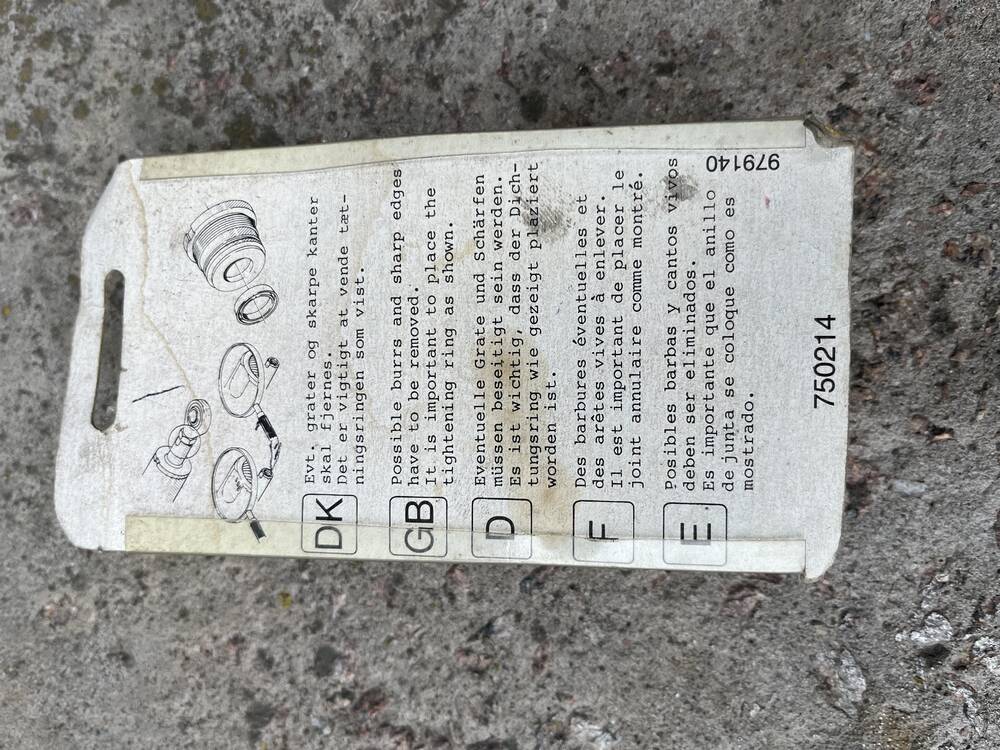 DK
Evt. grater og skarpe kanter
skal fjernes.
Det er vigtigt at vende tæt-
ningsringen som vist.
GB
Possible burrs and sharp edges
have to be removed.
It is important to place the
tightening ring as shown.
D
Eventuelle Grate und Schärfen
müssen beseitigt sein werden.
Es ist wichtig, dass der Dich-
tungsring wie gezeigt plaziert
worden ist.
F
Des barbures éventuelles et
des arêtes vives à enlever.
Il est important de placer le
joint annulaire comme montré.
E
Posibles barbas y cantos vivos
deben ser eliminados.
Es importante que el anillo
de junta se coloque como es
mostrado.
979140
750214